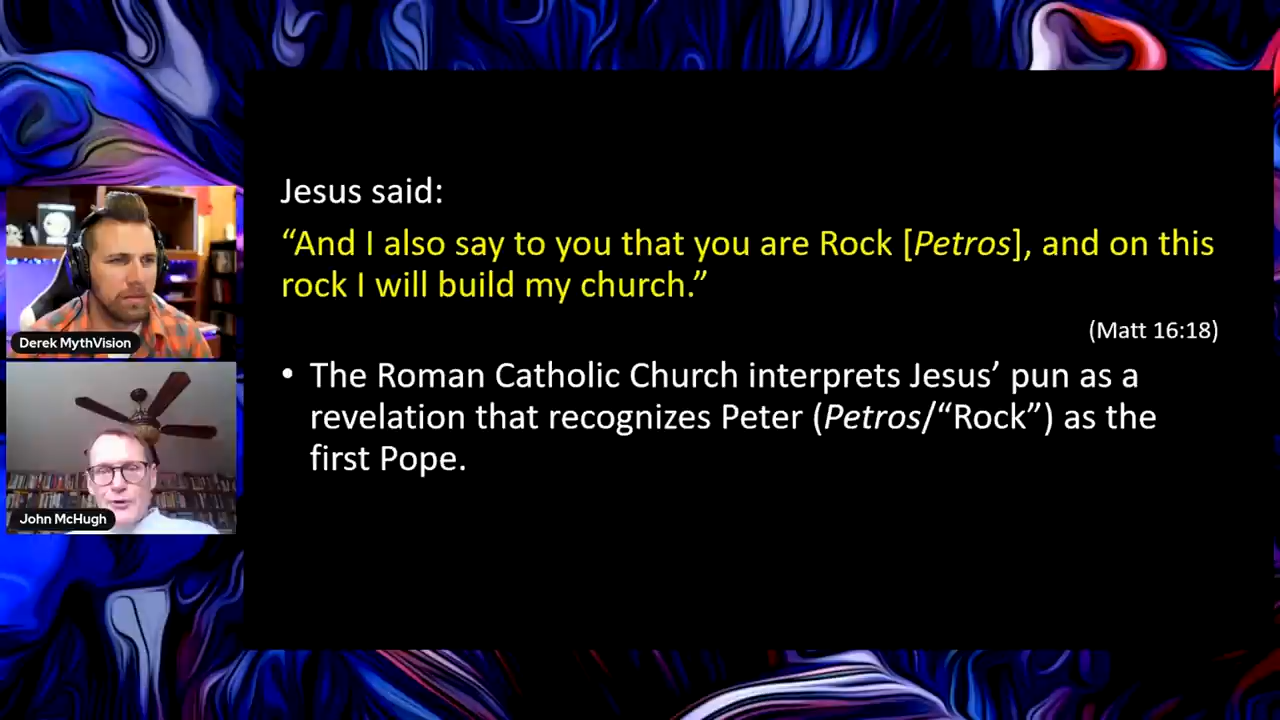 Jesus said:
“And I also say to you that you are Rock [Petros], and on this
rock I will build my church.”
(Matt 16:18)
• The Roman Catholic Church interprets Jesus’ pun as a
revelation that recognizes Peter (Petros/“Rock”) as the
first Pope.
Derek MythVision
John McHugh